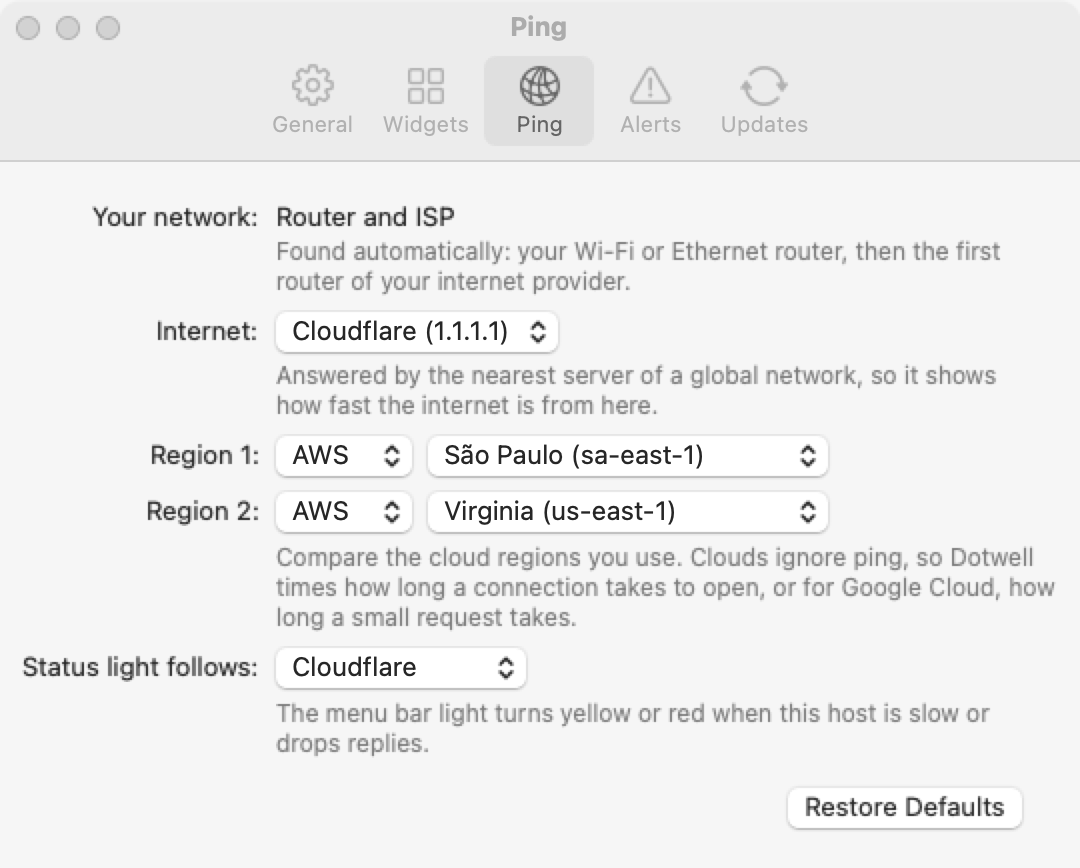 Ping
General
Widgets
Ping
Alerts
Updates
Your network: Router and ISP
Found automatically: your Wi-Fi or Ethernet router, then the first
router of your internet provider.
Internet: Cloudflare (1.1.1.1)
Answered by the nearest server of a global network, so it shows
how fast the internet is from here.
Region 1: AWS São Paulo (sa-east-1)
Region 2: AWS Virginia (us-east-1)
Compare the cloud regions you use. Clouds ignore ping, so Dotwell
times how long a connection takes to open, or for Google Cloud, how
long a small request takes.
Status light follows: Cloudflare
The menu bar light turns yellow or red when this host is slow or
drops replies.
Restore Defaults